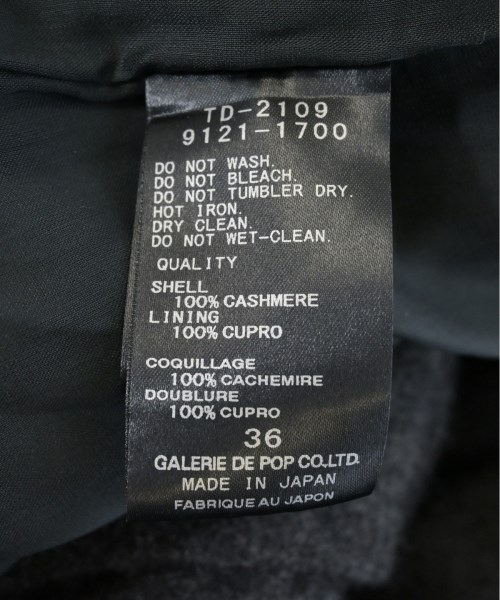 TD-2109
9121-1700
DO NOT WASH.
DO NOT BLEACH.
DO NOT TUMBLER DRY.
HOT IRON.
DRY CLEAN.
DO NOT WET-CLEAN.
QUALITY
SHELL
100% CASHMERE
LINING
100% CUPRO
COQUILLAGE
100% CACHEMIRE
DOUBLURE
100% CUPRO
36
GALERIE DE POP CO.,LTD.
MADE IN JAPAN
FABRIQUE AU JAPON